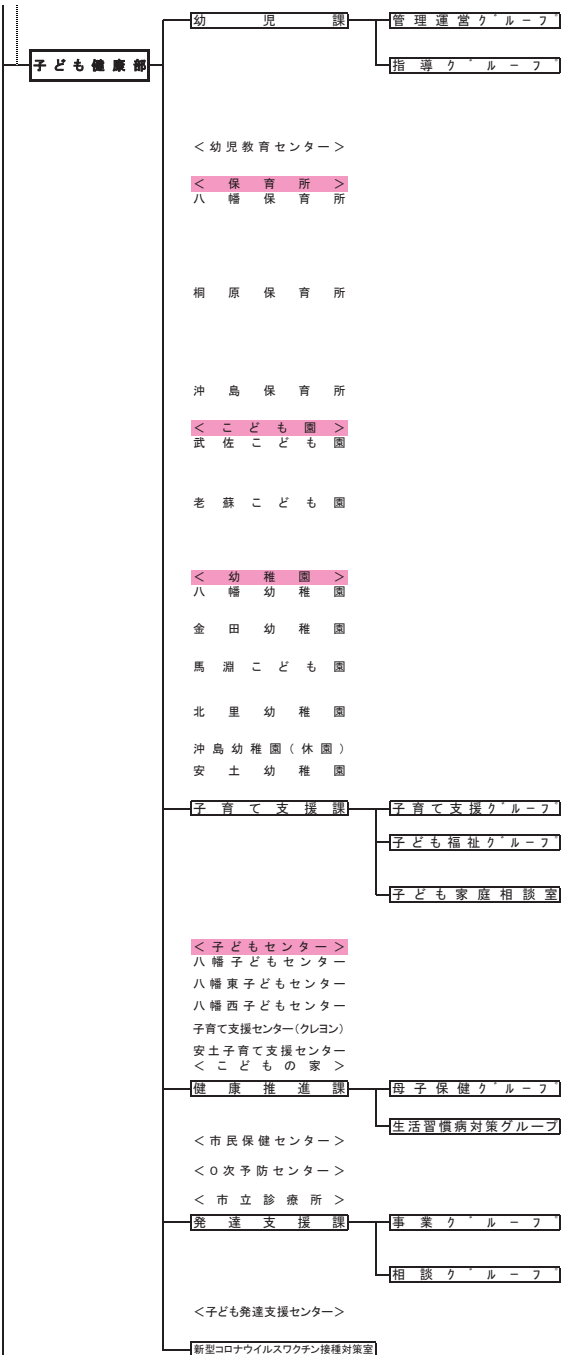 幼児課 管理運営グループ
子ども健康部 指導グループ
＜幼児教育センター＞
＜保育所＞
八幡保育所
桐原保育所
沖島保育所
＜こども園＞
武佐こども園
老蘇こども園
＜幼稚園＞
八幡幼稚園
金田幼稚園
馬淵こども園
北里幼稚園
沖島幼稚園(休園)
安土幼稚園
子育て支援課 子育て支援グループ
子ども福祉グループ
子ども家庭相談室
＜子どもセンター＞
八幡子どもセンター
八幡東子どもセンター
八幡西子どもセンター
子育て支援センター(クレヨン)
安土子育て支援センター
＜こどもの家＞
健康推進課 母子保健グループ
生活習慣病対策グループ
＜市民保健センター＞
＜0次予防センター＞
＜市立診療所＞
発達支援課 事業グループ
相談グループ
＜子ども発達支援センター＞
新型コロナウイルスワクチン接種対策室